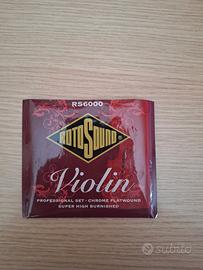 RS6000
ROTOSOUND
Violin
PROFESSIONAL SET - CHROME FLATWOUND
SUPER HIGH BURNISHED
subito